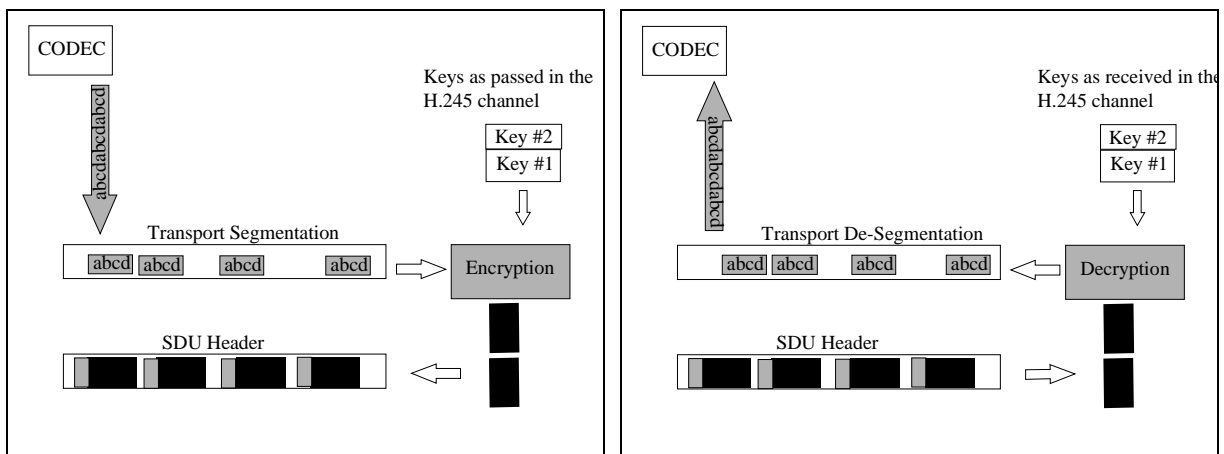 CODEC
Keys as passed in the
H.245 channel
Key #2
Key #1
abcdabcdabcdabcd
Transport Segmentation
abcd abcd abcd abcd
Encryption
SDU Header
CODEC
Keys as received in the
H.245 channel
Key #2
Key #1
abcdabcdabcdabcd
Transport De-Segmentation
abcd abcd abcd abcd
Decryption
SDU Header